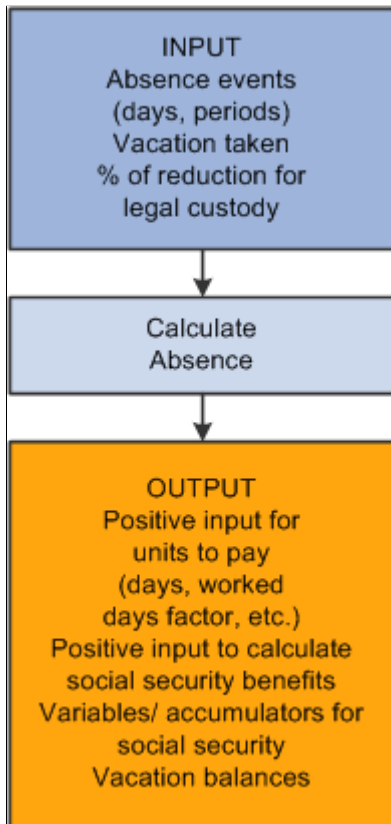 INPUT
Absence events
(days, periods)
Vacation taken
% of reduction for
legal custody
Calculate
Absence
OUTPUT
Positive input for
units to pay
(days, worked
days factor, etc.)
Positive input to calculate
social security benefits
Variables/ accumulators for
social security
Vacation balances